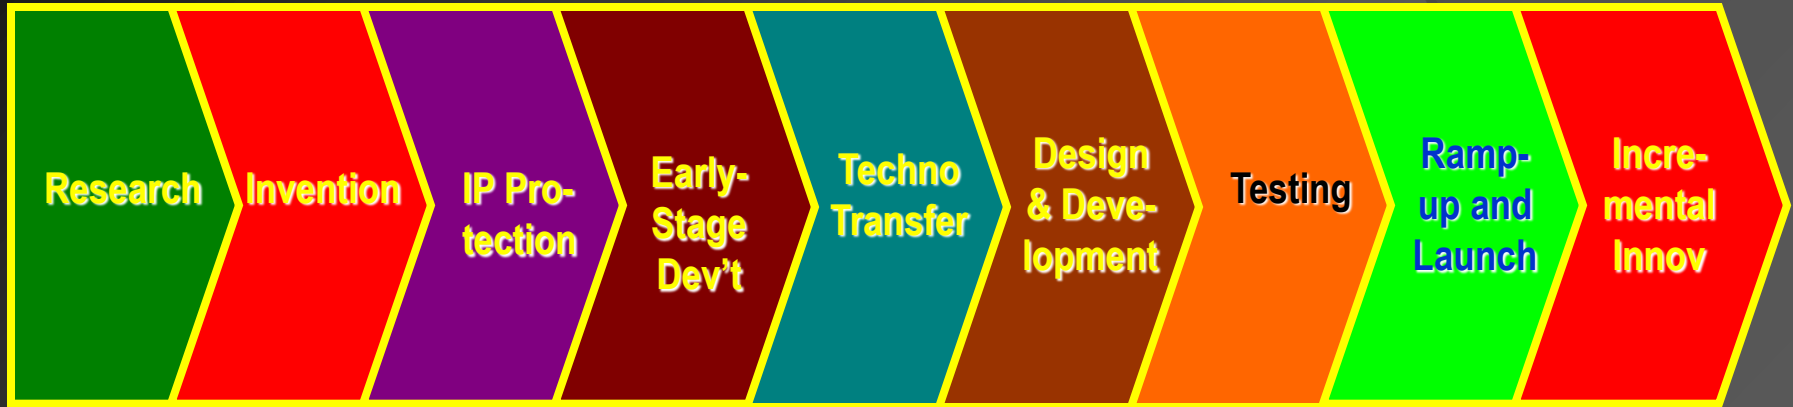 Research
Invention
IP Pro-
tection
Early-
Stage
Dev’t
Techno
Transfer
Design
& Deve-
lopment
Testing
Ramp-
up and
Launch
Incre-
mental
Innov